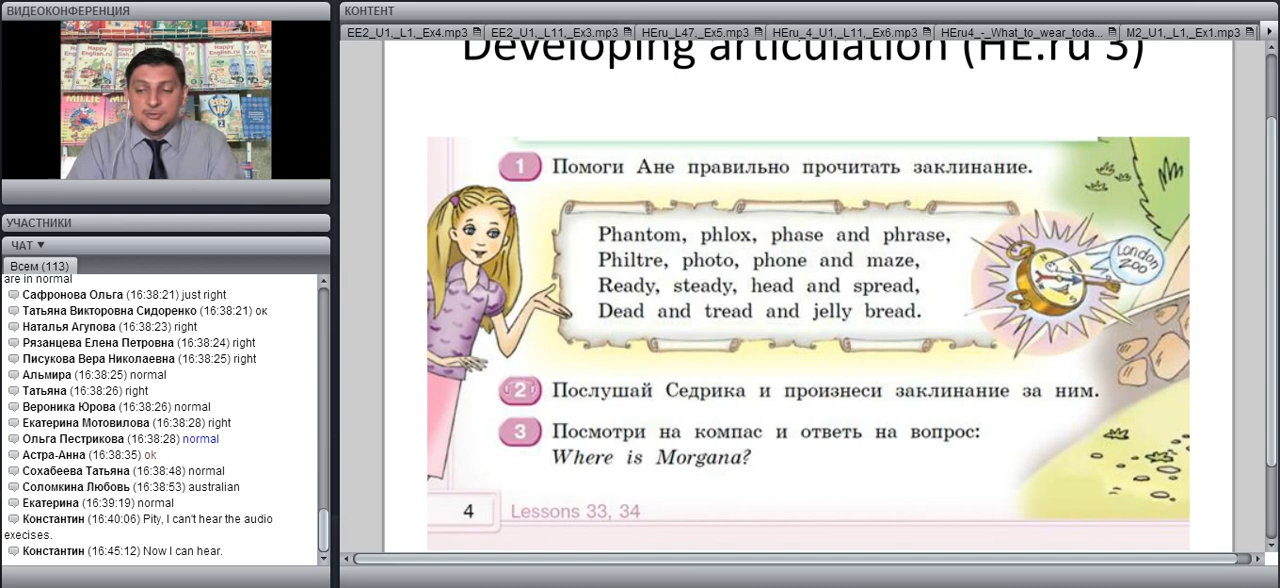 ВИДЕОКОНФЕРЕНЦИЯ
УЧАСТНИКИ
ЧАТ
Всем (113)
are in normal
Сафронова Ольга (16:38:21) just right
Татьяна Викторовна Сидоренко (16:38:21) ок
Наталья Агупова (16:38:23) right
Рязанцева Елена Петровна (16:38:24) right
Писукова Вера Николаевна (16:38:25) right
Альмира (16:38:25) normal
Татьяна (16:38:26) right
Вероника Юрова (16:38:26) normal
Екатерина Мотовилова (16:38:28) right
Ольга Пестрикова (16:38:28) normal
Астра-Анна (16:38:35) ок
Сохабеева Татьяна (16:38:48) normal
Соломкина Любовь (16:38:53) australian
Екатерина (16:39:19) normal
Константин (16:40:06) Pity, I can't hear the audio
execises.
Константин (16:45:12) Now I can hear.
КОНТЕНТ
EE2_U1,_L1,_Ex4.mp3 EE2_U1,_L11,_Ex3.mp3 HEru_L47,_Ex5.mp3 HEru_4_U1,_L11,_Ex6.mp3 HEru4_-_What_to_wear_toda... M2_U1,_L1,_Ex1.mp3
Developing articulation (HE.ru 3)
1 Помоги Ане правильно прочитать заклинание.
Phantom, phlox, phase and phrase,
Philtre, photo, phone and maze,
Ready, steady, head and spread,
Dead and tread and jelly bread.
London
Zoo
2 Послушай Седрика и произнеси заклинание за ним.
3 Посмотри на компас и ответь на вопрос:
Where is Morgana?
4 Lessons 33, 34